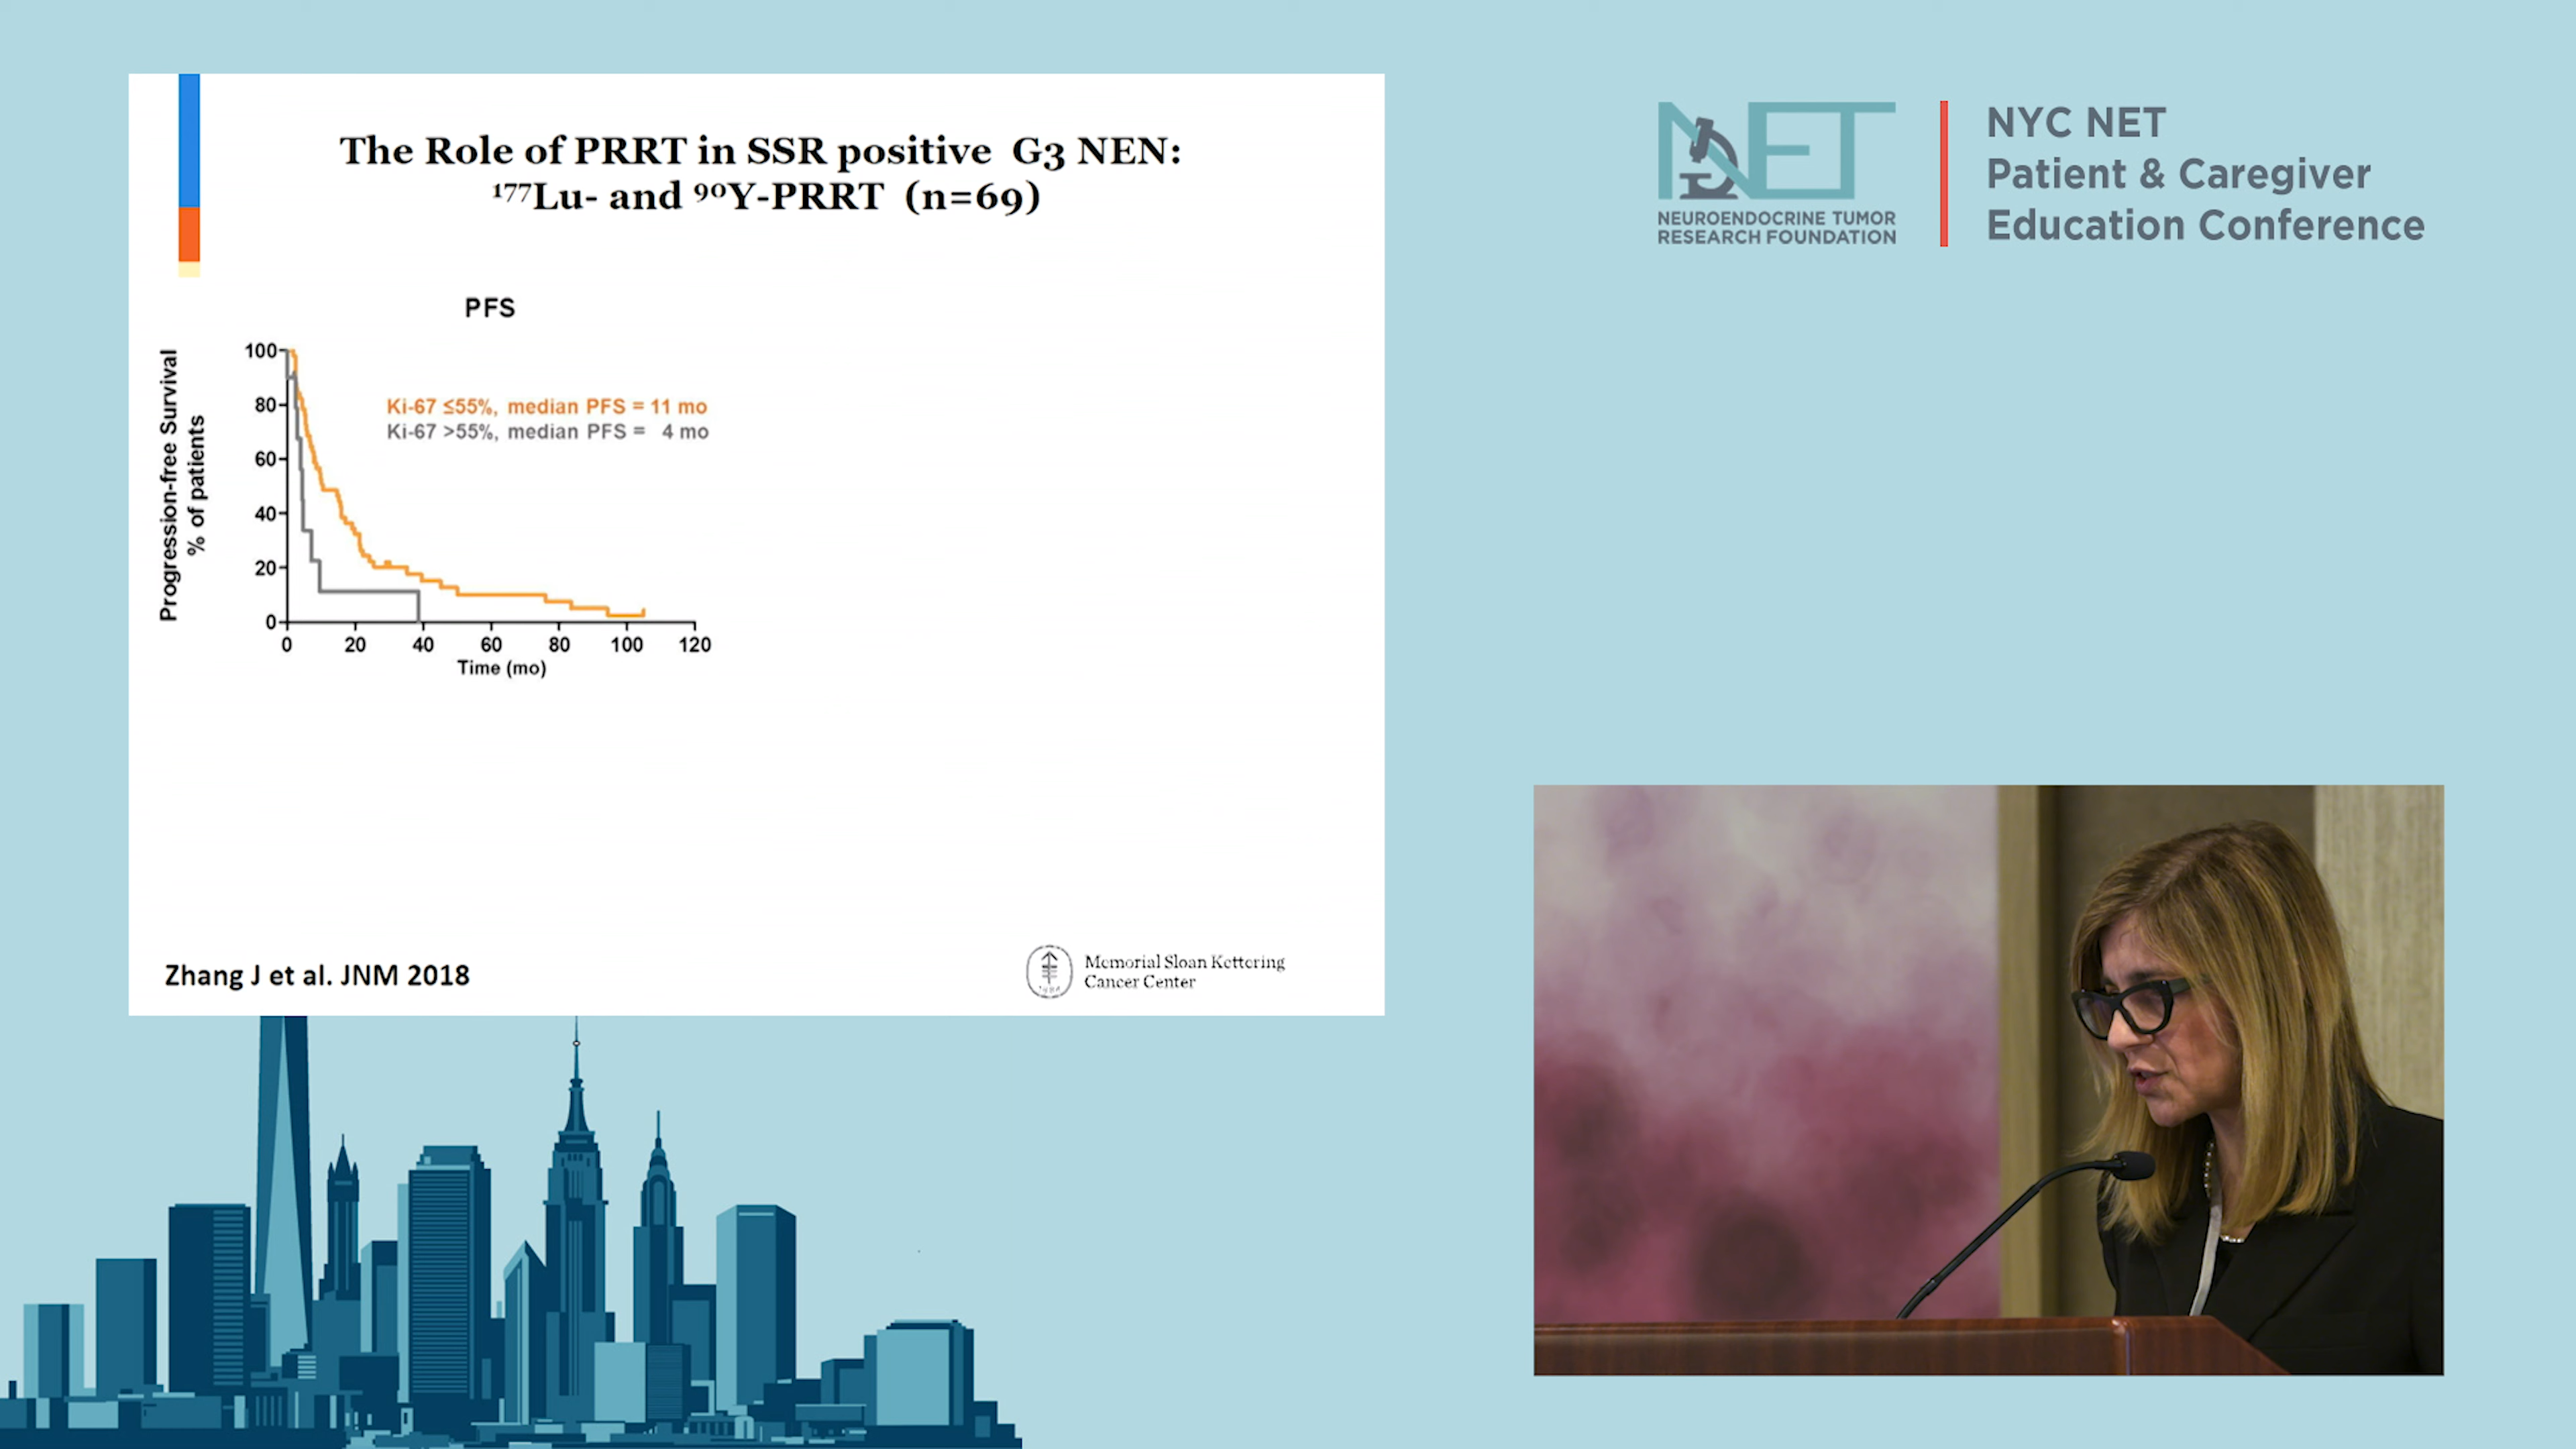 The Role of PRRT in SSR positive G3 NEN:
¹⁷⁷Lu- and ⁹⁰Y-PRRT (n=69)
PFS
Progression-free Survival
% of patients
100
80
60
40
20
0
Ki-67 ≤55%, median PFS = 11 mo
Ki-67 >55%, median PFS = 4 mo
0 20 40 60 80 100 120
Time (mo)
Zhang J et al. JNM 2018
Memorial Sloan Kettering
Cancer Center
NET
NEUROENDOCRINE TUMOR
RESEARCH FOUNDATION
NYC NET
Patient & Caregiver
Education Conference